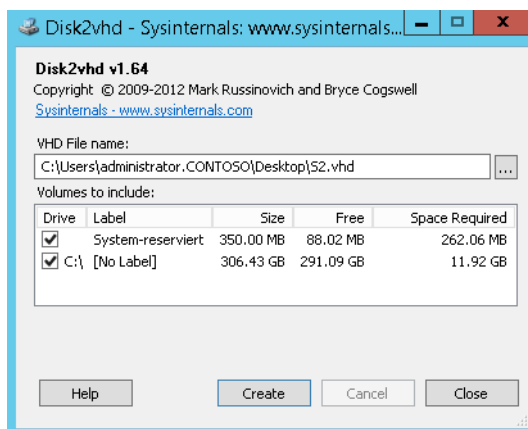 Disk2vhd - Sysinternals: www.sysinternals...
Disk2vhd v1.64
Copyright © 2009-2012 Mark Russinovich and Bryce Cogswell
Sysinternals - www.sysinternals.com
VHD File name:
C:\Users\administrator.CONTOSO\Desktop\S2.vhd
...
Volumes to include:
Drive Label Size Free Space Required
System-reserviert 350.00 MB 88.02 MB 262.06 MB
C:\ [No Label] 306.43 GB 291.09 GB 11.92 GB
Help Create Cancel Close